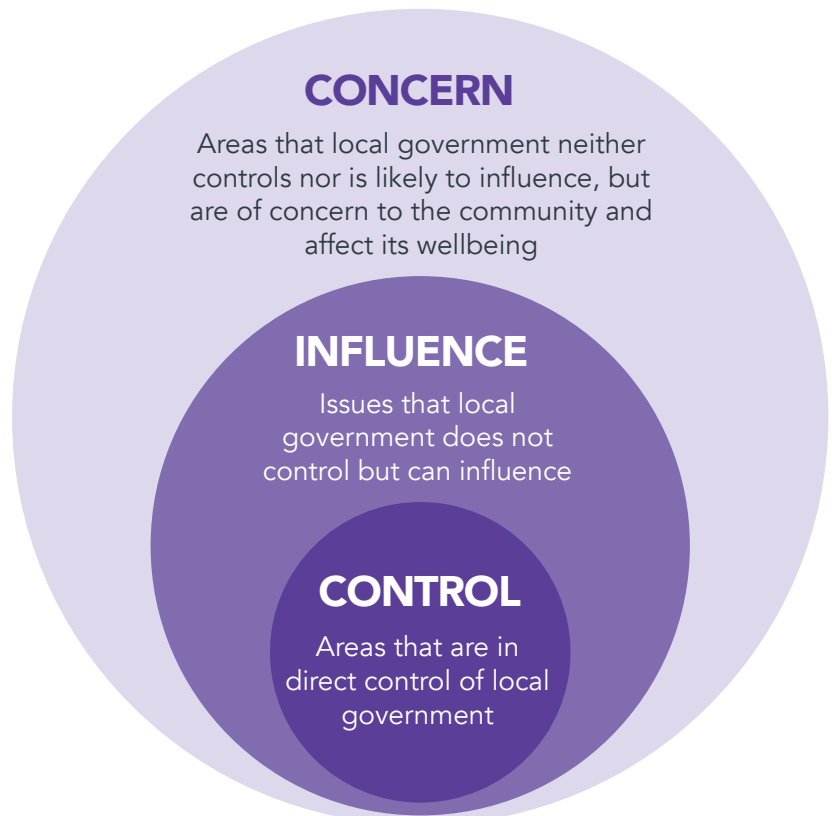 CONCERN
Areas that local government neither
controls nor is likely to influence, but
are of concern to the community and
affect its wellbeing
INFLUENCE
Issues that local
government does not
control but can influence
CONTROL
Areas that are in
direct control of local
government